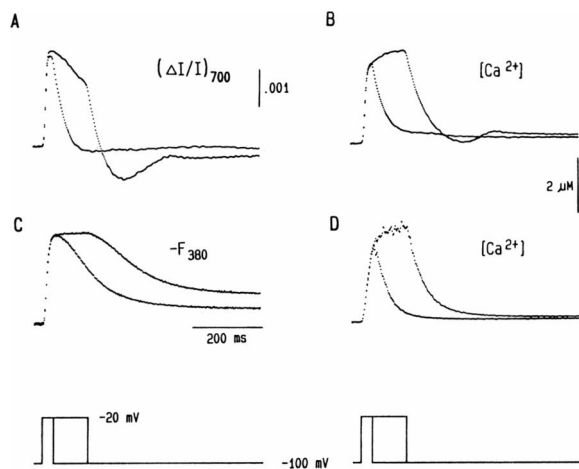 A
(ΔI/I)700
.001
B
[Ca2+]
2 μM
C
-F380
200 ms
D
[Ca2+]
-20 mV
-100 mV